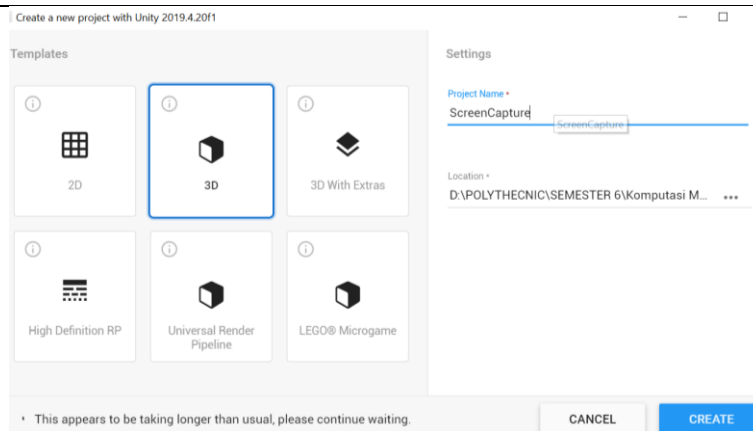 Create a new project with Unity 2019.4.20f1
Templates
2D
3D
3D With Extras
High Definition RP
Universal Render
Pipeline
LEGO® Microgame
Settings
Project Name •
ScreenCapture
ScreenCapture
Location •
D:\POLYTHECNIC\SEMESTER 6\Komputasi M... •••
• This appears to be taking longer than usual, please continue waiting.
CANCEL
CREATE